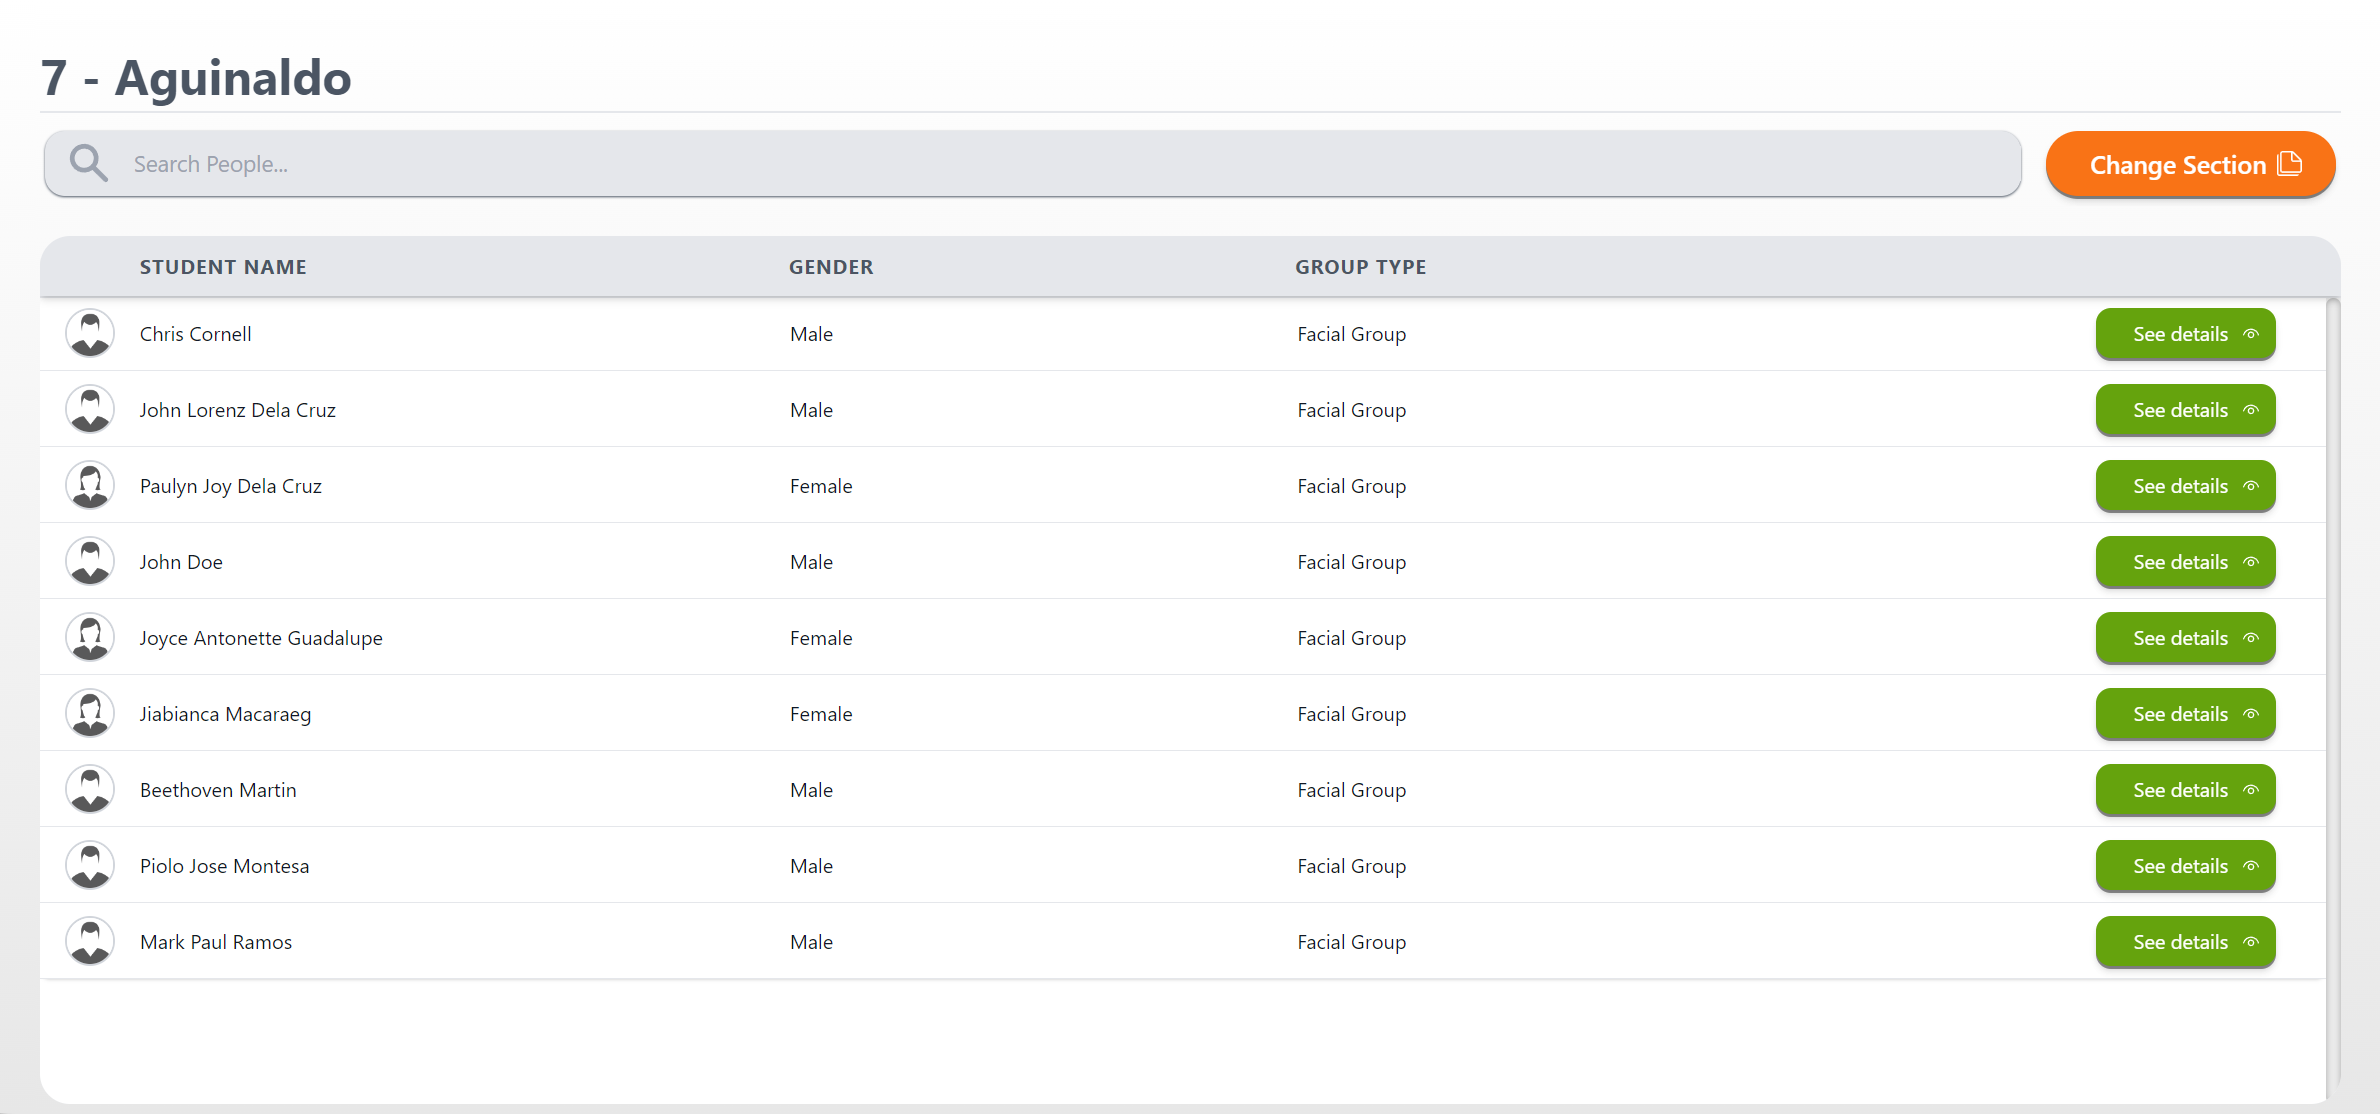 7 - Aguinaldo
Search People...
Change Section
STUDENT NAME GENDER GROUP TYPE
Chris Cornell Male Facial Group See details
John Lorenz Dela Cruz Male Facial Group See details
Paulyn Joy Dela Cruz Female Facial Group See details
John Doe Male Facial Group See details
Joyce Antonette Guadalupe Female Facial Group See details
Jiabianca Macaraeg Female Facial Group See details
Beethoven Martin Male Facial Group See details
Piolo Jose Montesa Male Facial Group See details
Mark Paul Ramos Male Facial Group See details